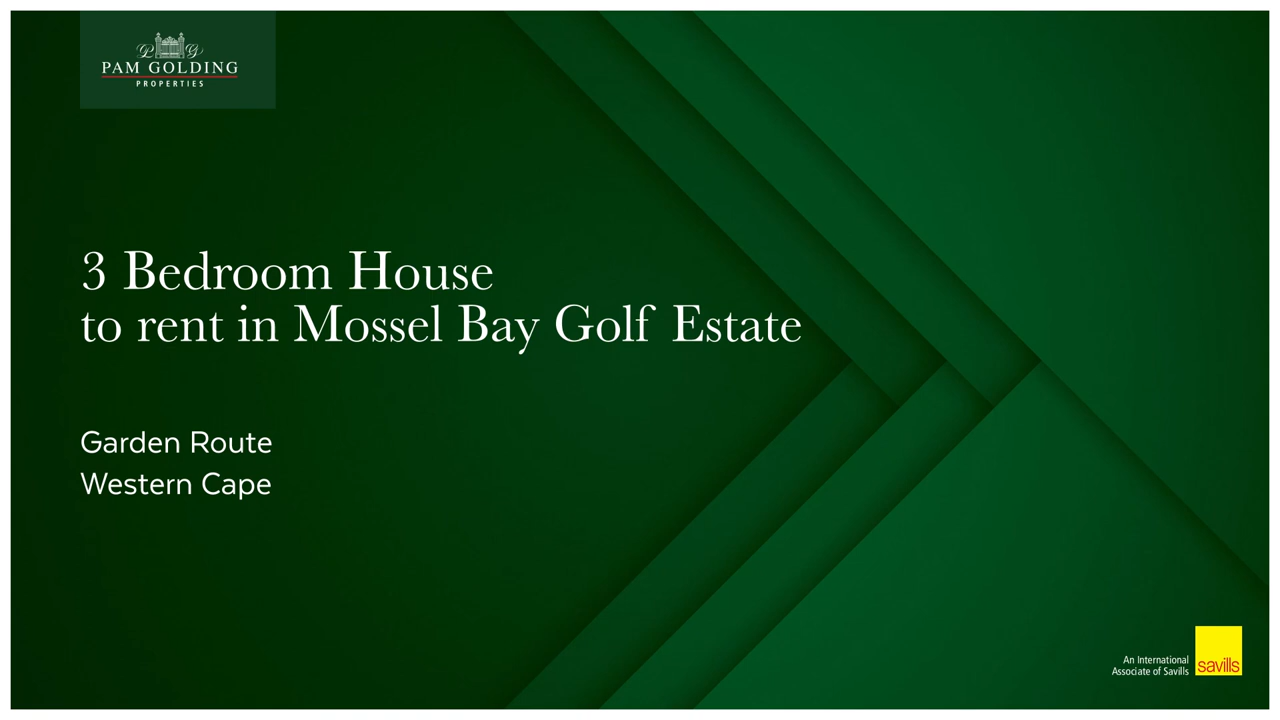 PAM GOLDING
PROPERTIES
3 Bedroom House
to rent in Mossel Bay Golf Estate
Garden Route
Western Cape
An International
Associate of Savills
savills